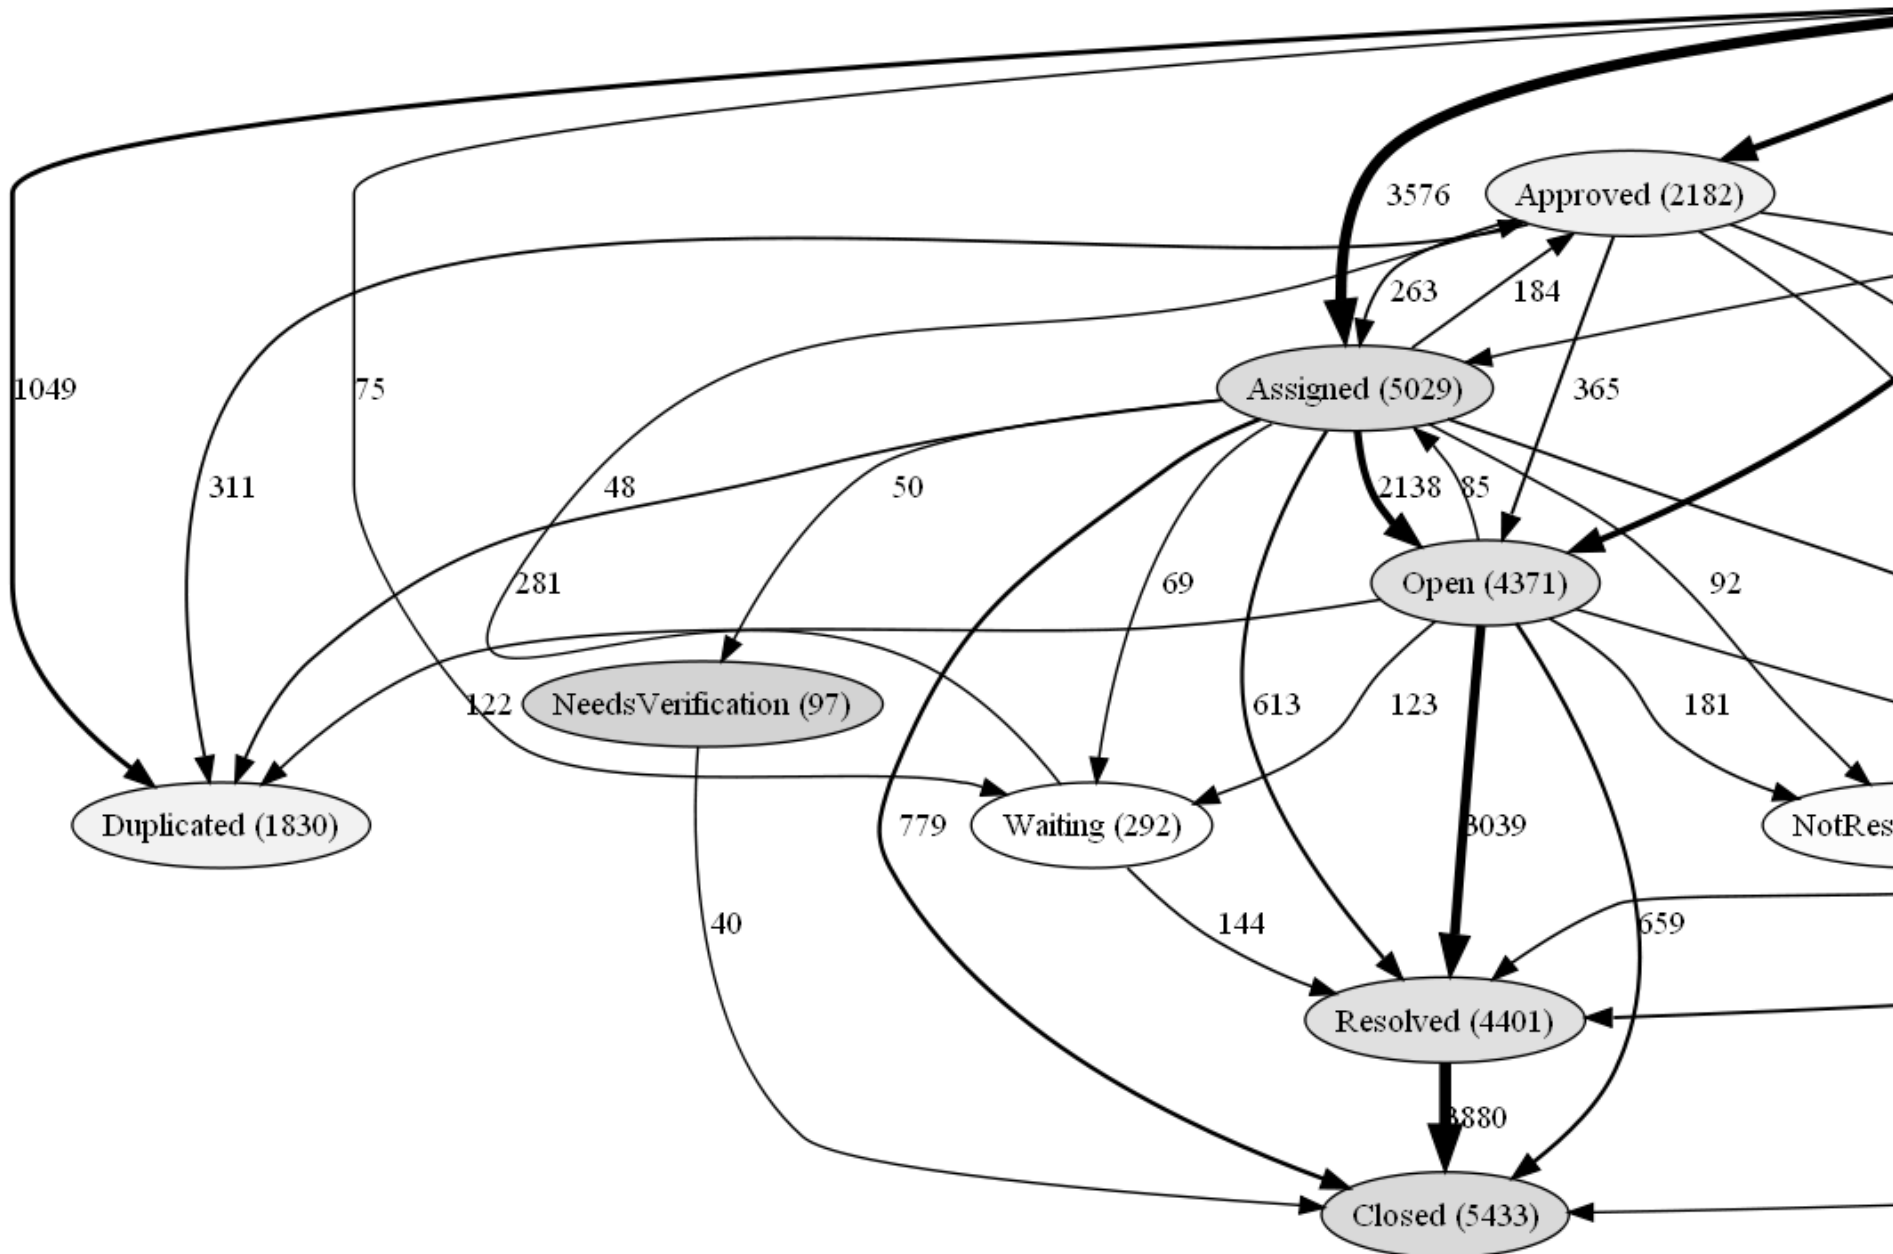 3576
Approved (2182)
263
184
1049
75
Assigned (5029)
365
311
48
50
2138
85
281
69
Open (4371)
92
122
NeedsVerification (97)
613
123
181
Duplicated (1830)
779
Waiting (292)
3039
NotRes
40
144
659
Resolved (4401)
3880
Closed (5433)